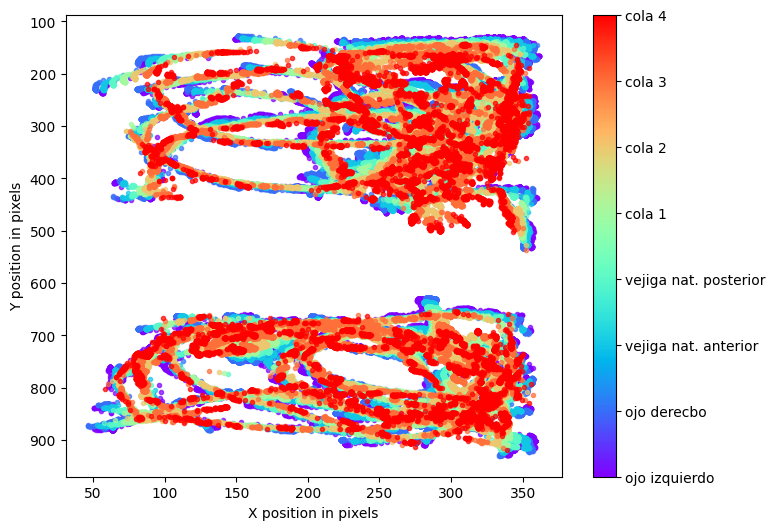 100
200
300
400
500
600
700
800
900
Y position in pixels
50 100 150 200 250 300 350
X position in pixels
cola 4
cola 3
cola 2
cola 1
vejiga nat. posterior
vejiga nat. anterior
ojo derecbo
ojo izquierdo